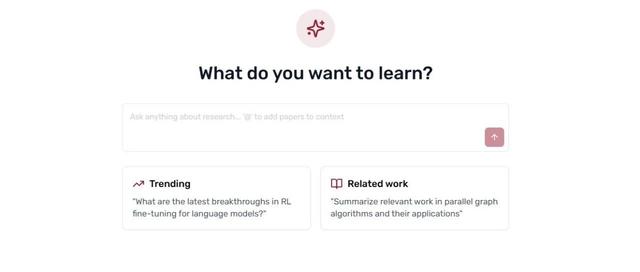 What do you want to learn?
Ask anything about research... '@' to add papers to context
Trending
"What are the latest breakthroughs in RL
fine-tuning for language models?"
Related work
"Summarize relevant work in parallel graph
algorithms and their applications"